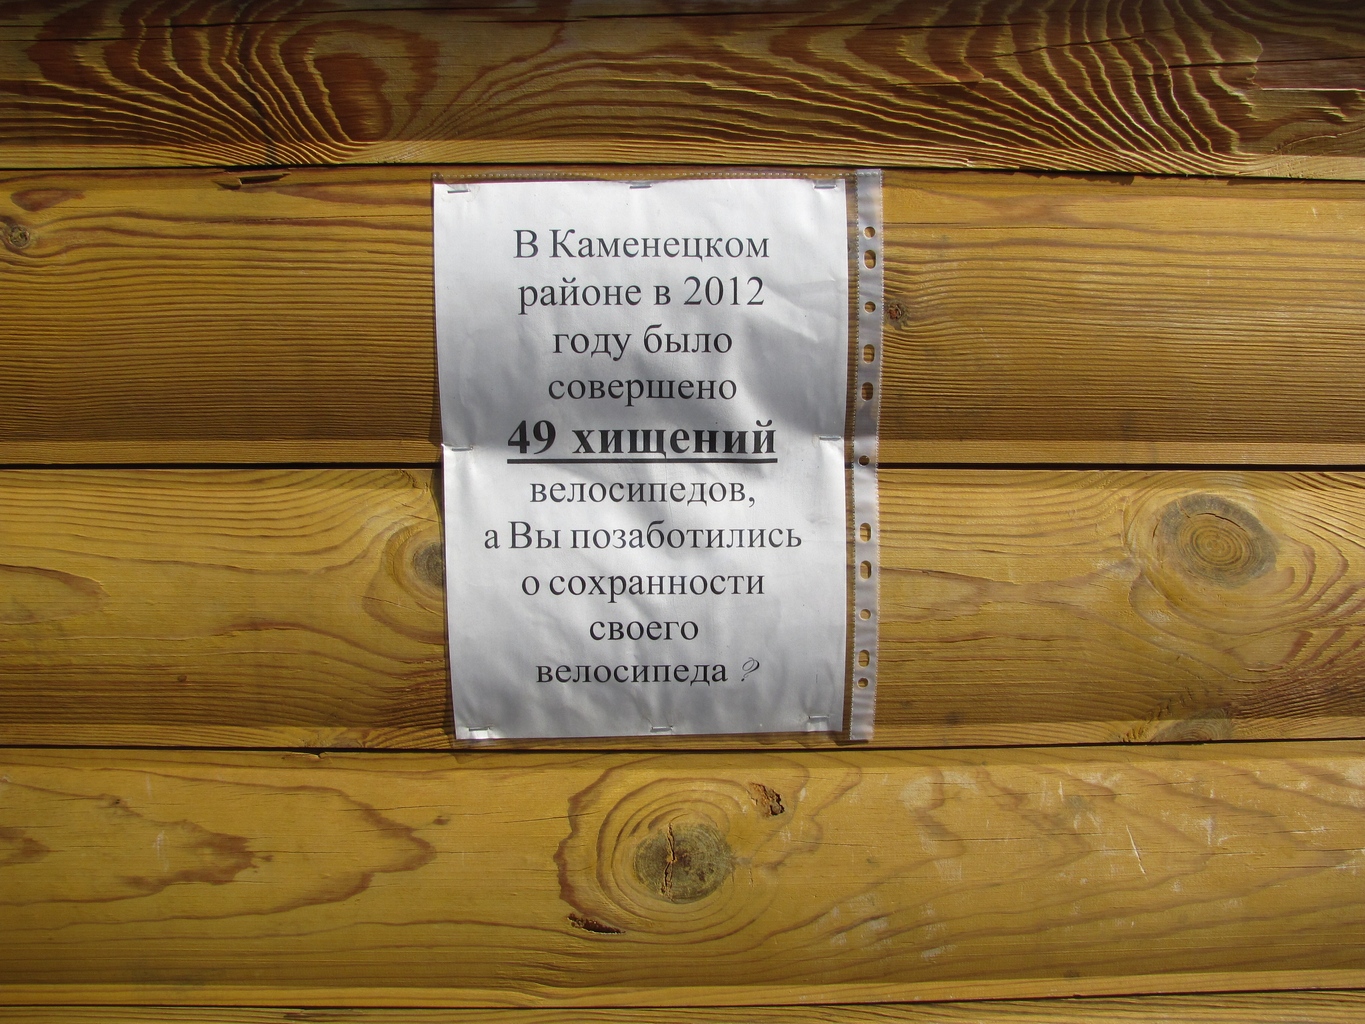 В Каменецком
районе в 2012
году было
совершено
49 хищений
велосипедов,
а Вы позаботились
о сохранности
своего
велосипеда ?